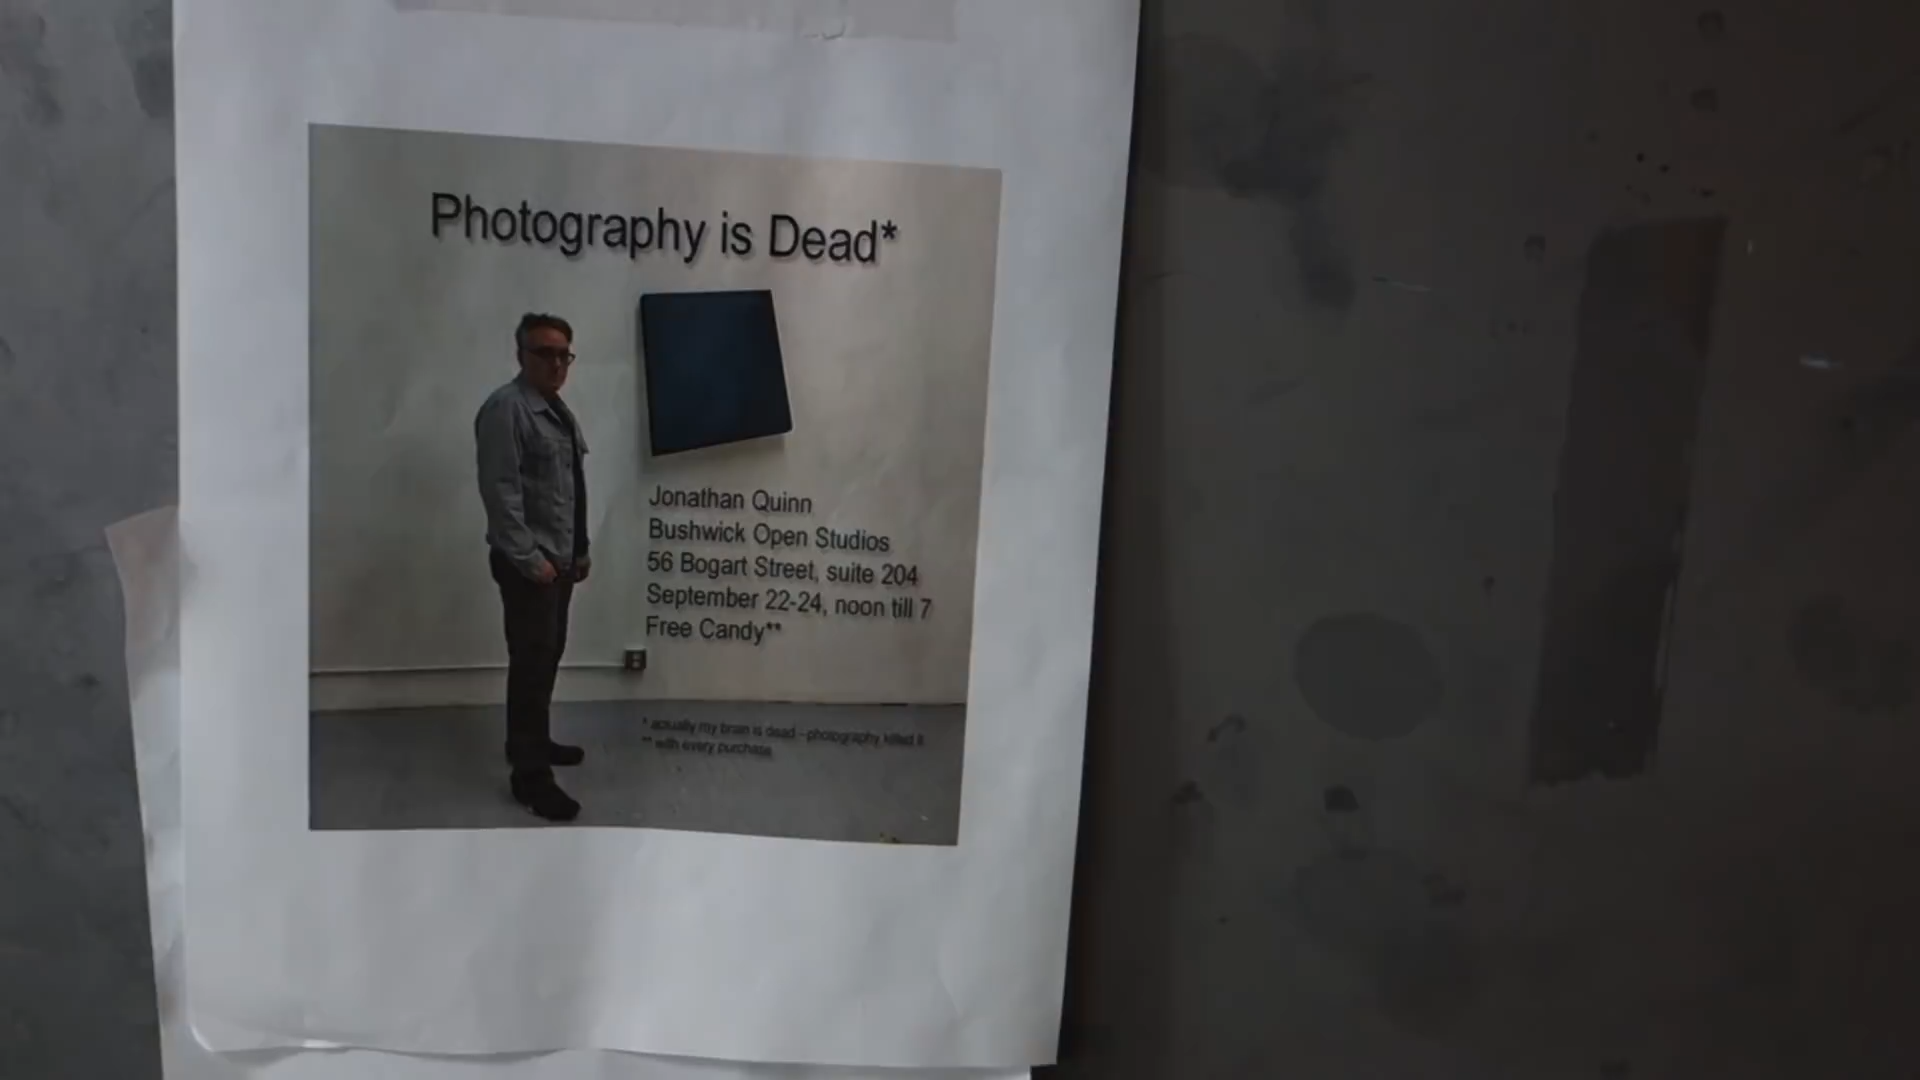 Photography is Dead*
Jonathan Quinn
Bushwick Open Studios
56 Bogart Street, suite 204
September 22-24, noon till 7
Free Candy**
* actually my brain is dead - photography killed it
** with every purchase